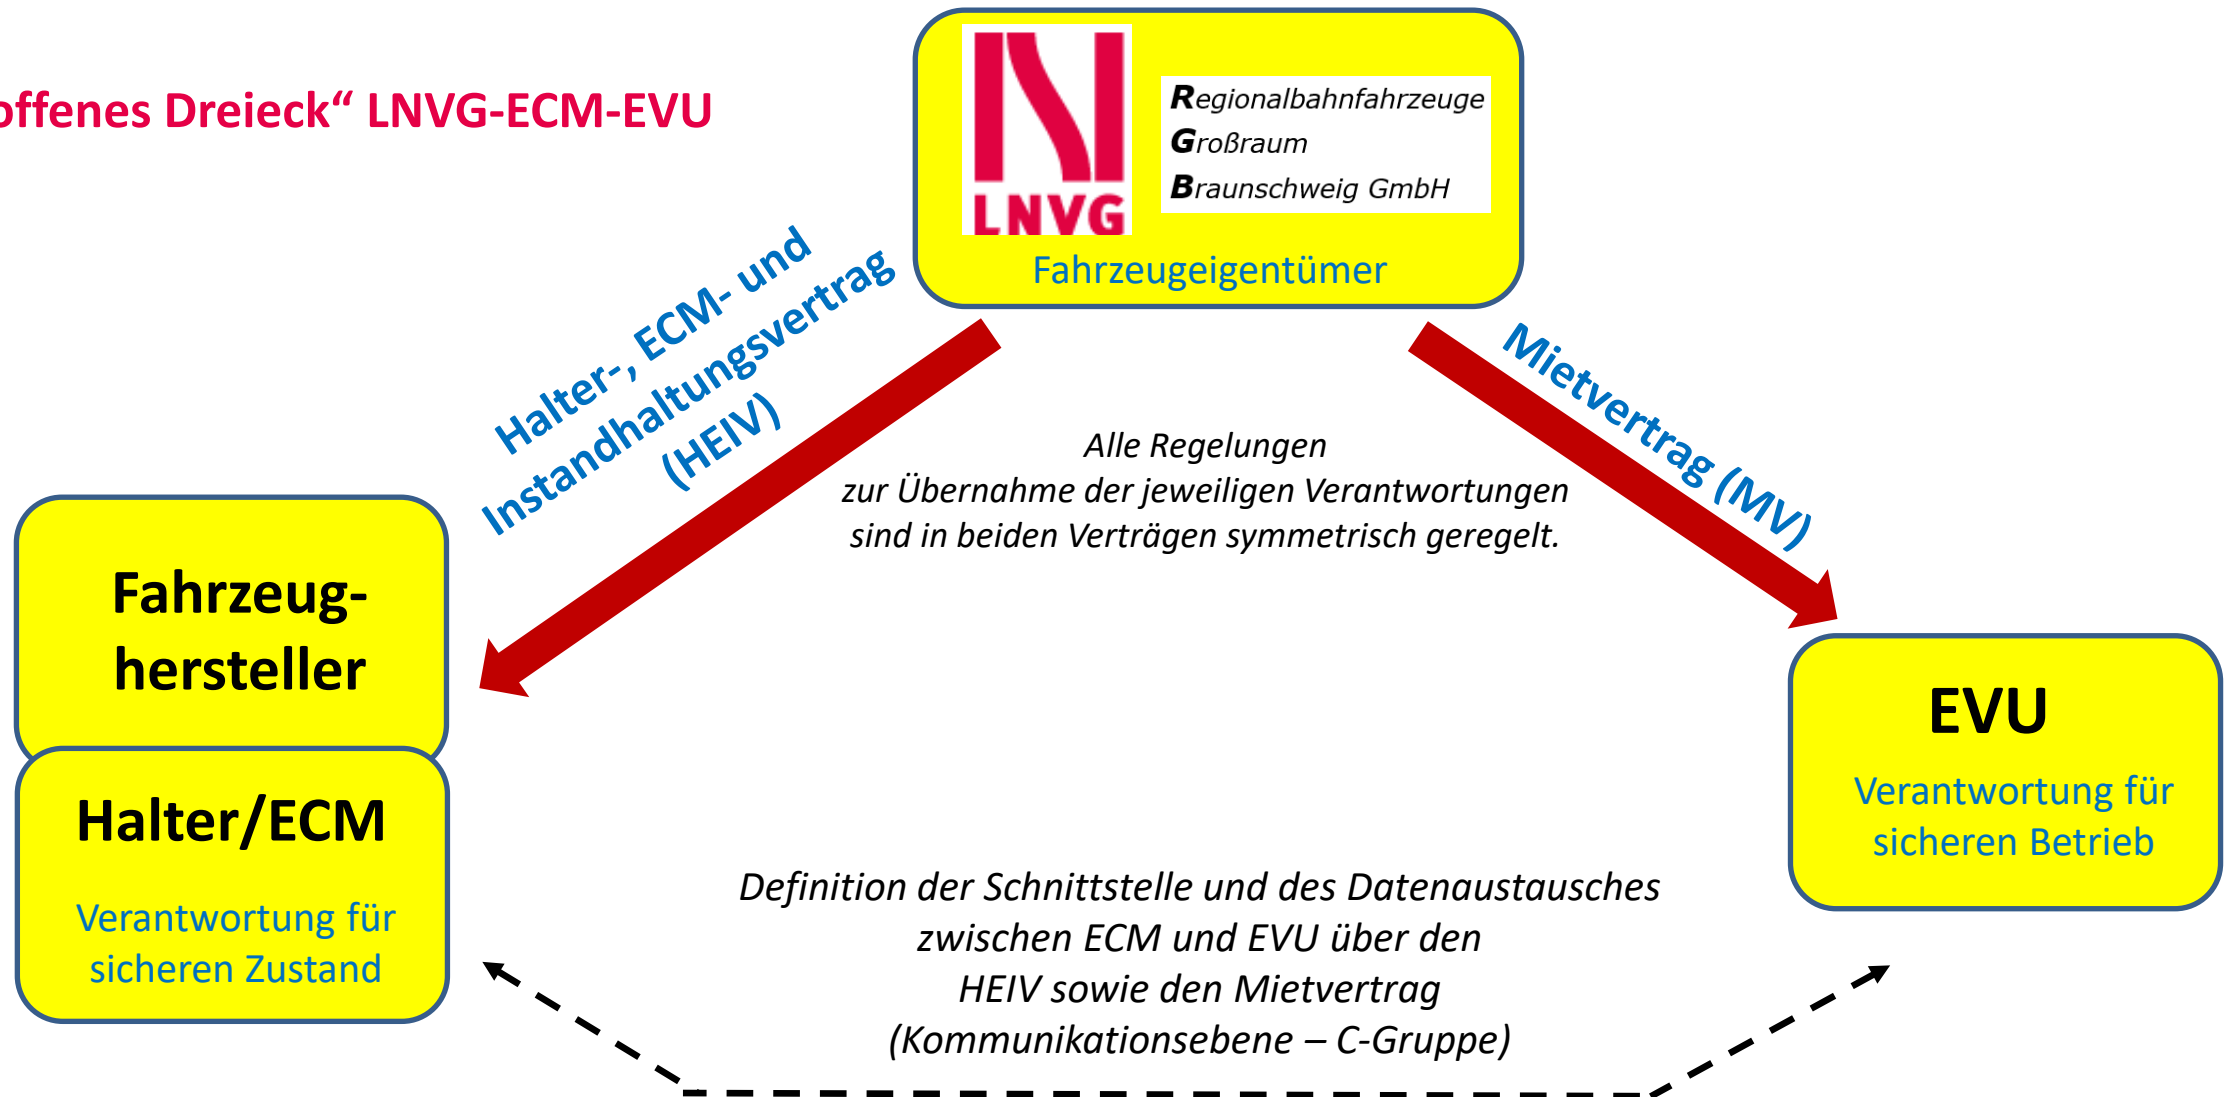 offenes Dreieck“ LNVG-ECM-EVU
LNVG
Regionalbahnfahrzeuge
Großraum
Braunschweig GmbH
Fahrzeugeigentümer
Halter-, ECM- und
Instandhaltungsvertrag
(HEIV)
Mietvertrag (MV)
Alle Regelungen
zur Übernahme der jeweiligen Verantwortungen
sind in beiden Verträgen symmetrisch geregelt.
Fahrzeug-
hersteller
Halter/ECM
Verantwortung für
sicheren Zustand
EVU
Verantwortung für
sicheren Betrieb
Definition der Schnittstelle und des Datenaustausches
zwischen ECM und EVU über den
HEIV sowie den Mietvertrag
(Kommunikationsebene – C-Gruppe)